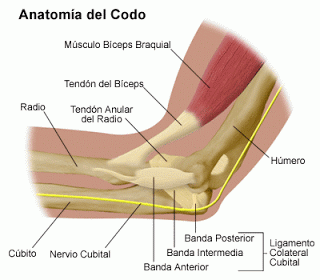 Anatomía del Codo
Músculo Bíceps Braquial
Tendón del Bíceps
Tendón Anular
del Radio
Radio
Húmero
Cúbito
Nervio Cubital
Banda Posterior
Banda Intermedia
Banda Anterior
Ligamento
Colateral
Cubital